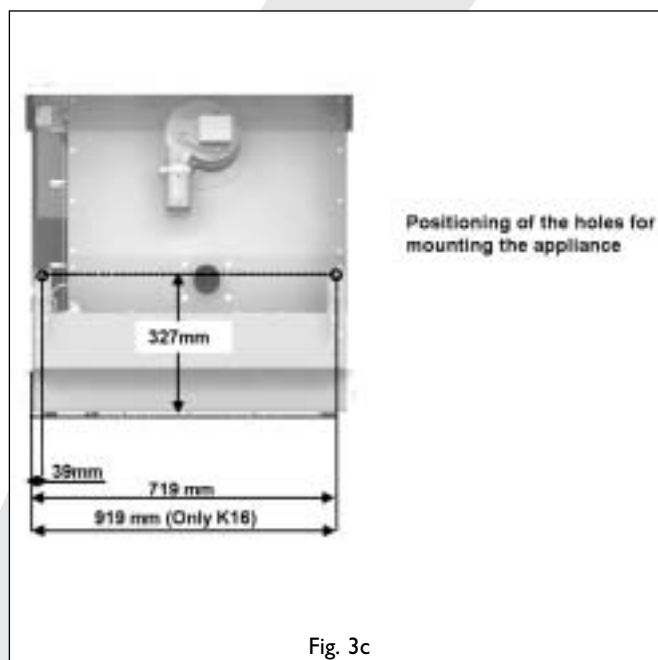 Positioning of the holes for
mounting the appliance
327mm
39mm
719 mm
919 mm (Only K16)
Fig. 3c